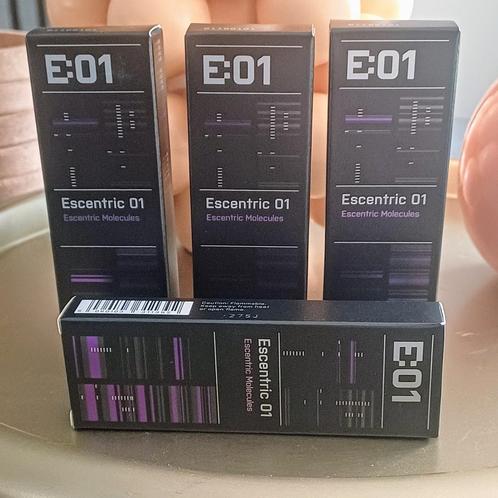 E:01
Escentric 01
Escentric Molecules
E:01
Escentric 01
Escentric Molecules
E:01
Escentric 01
Escentric Molecules
Caution: Flammable.
Keep away from heat
or open flame.
E:01
Escentric 01
Escentric Molecules